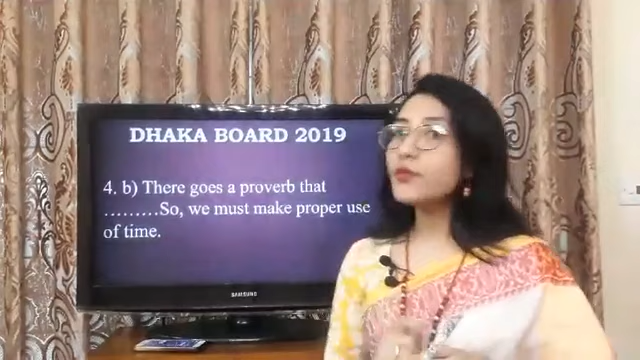 DHAKA BOARD 2019
4. b) There goes a proverb that
.........So, we must make proper use
of time.
SAMSUNG